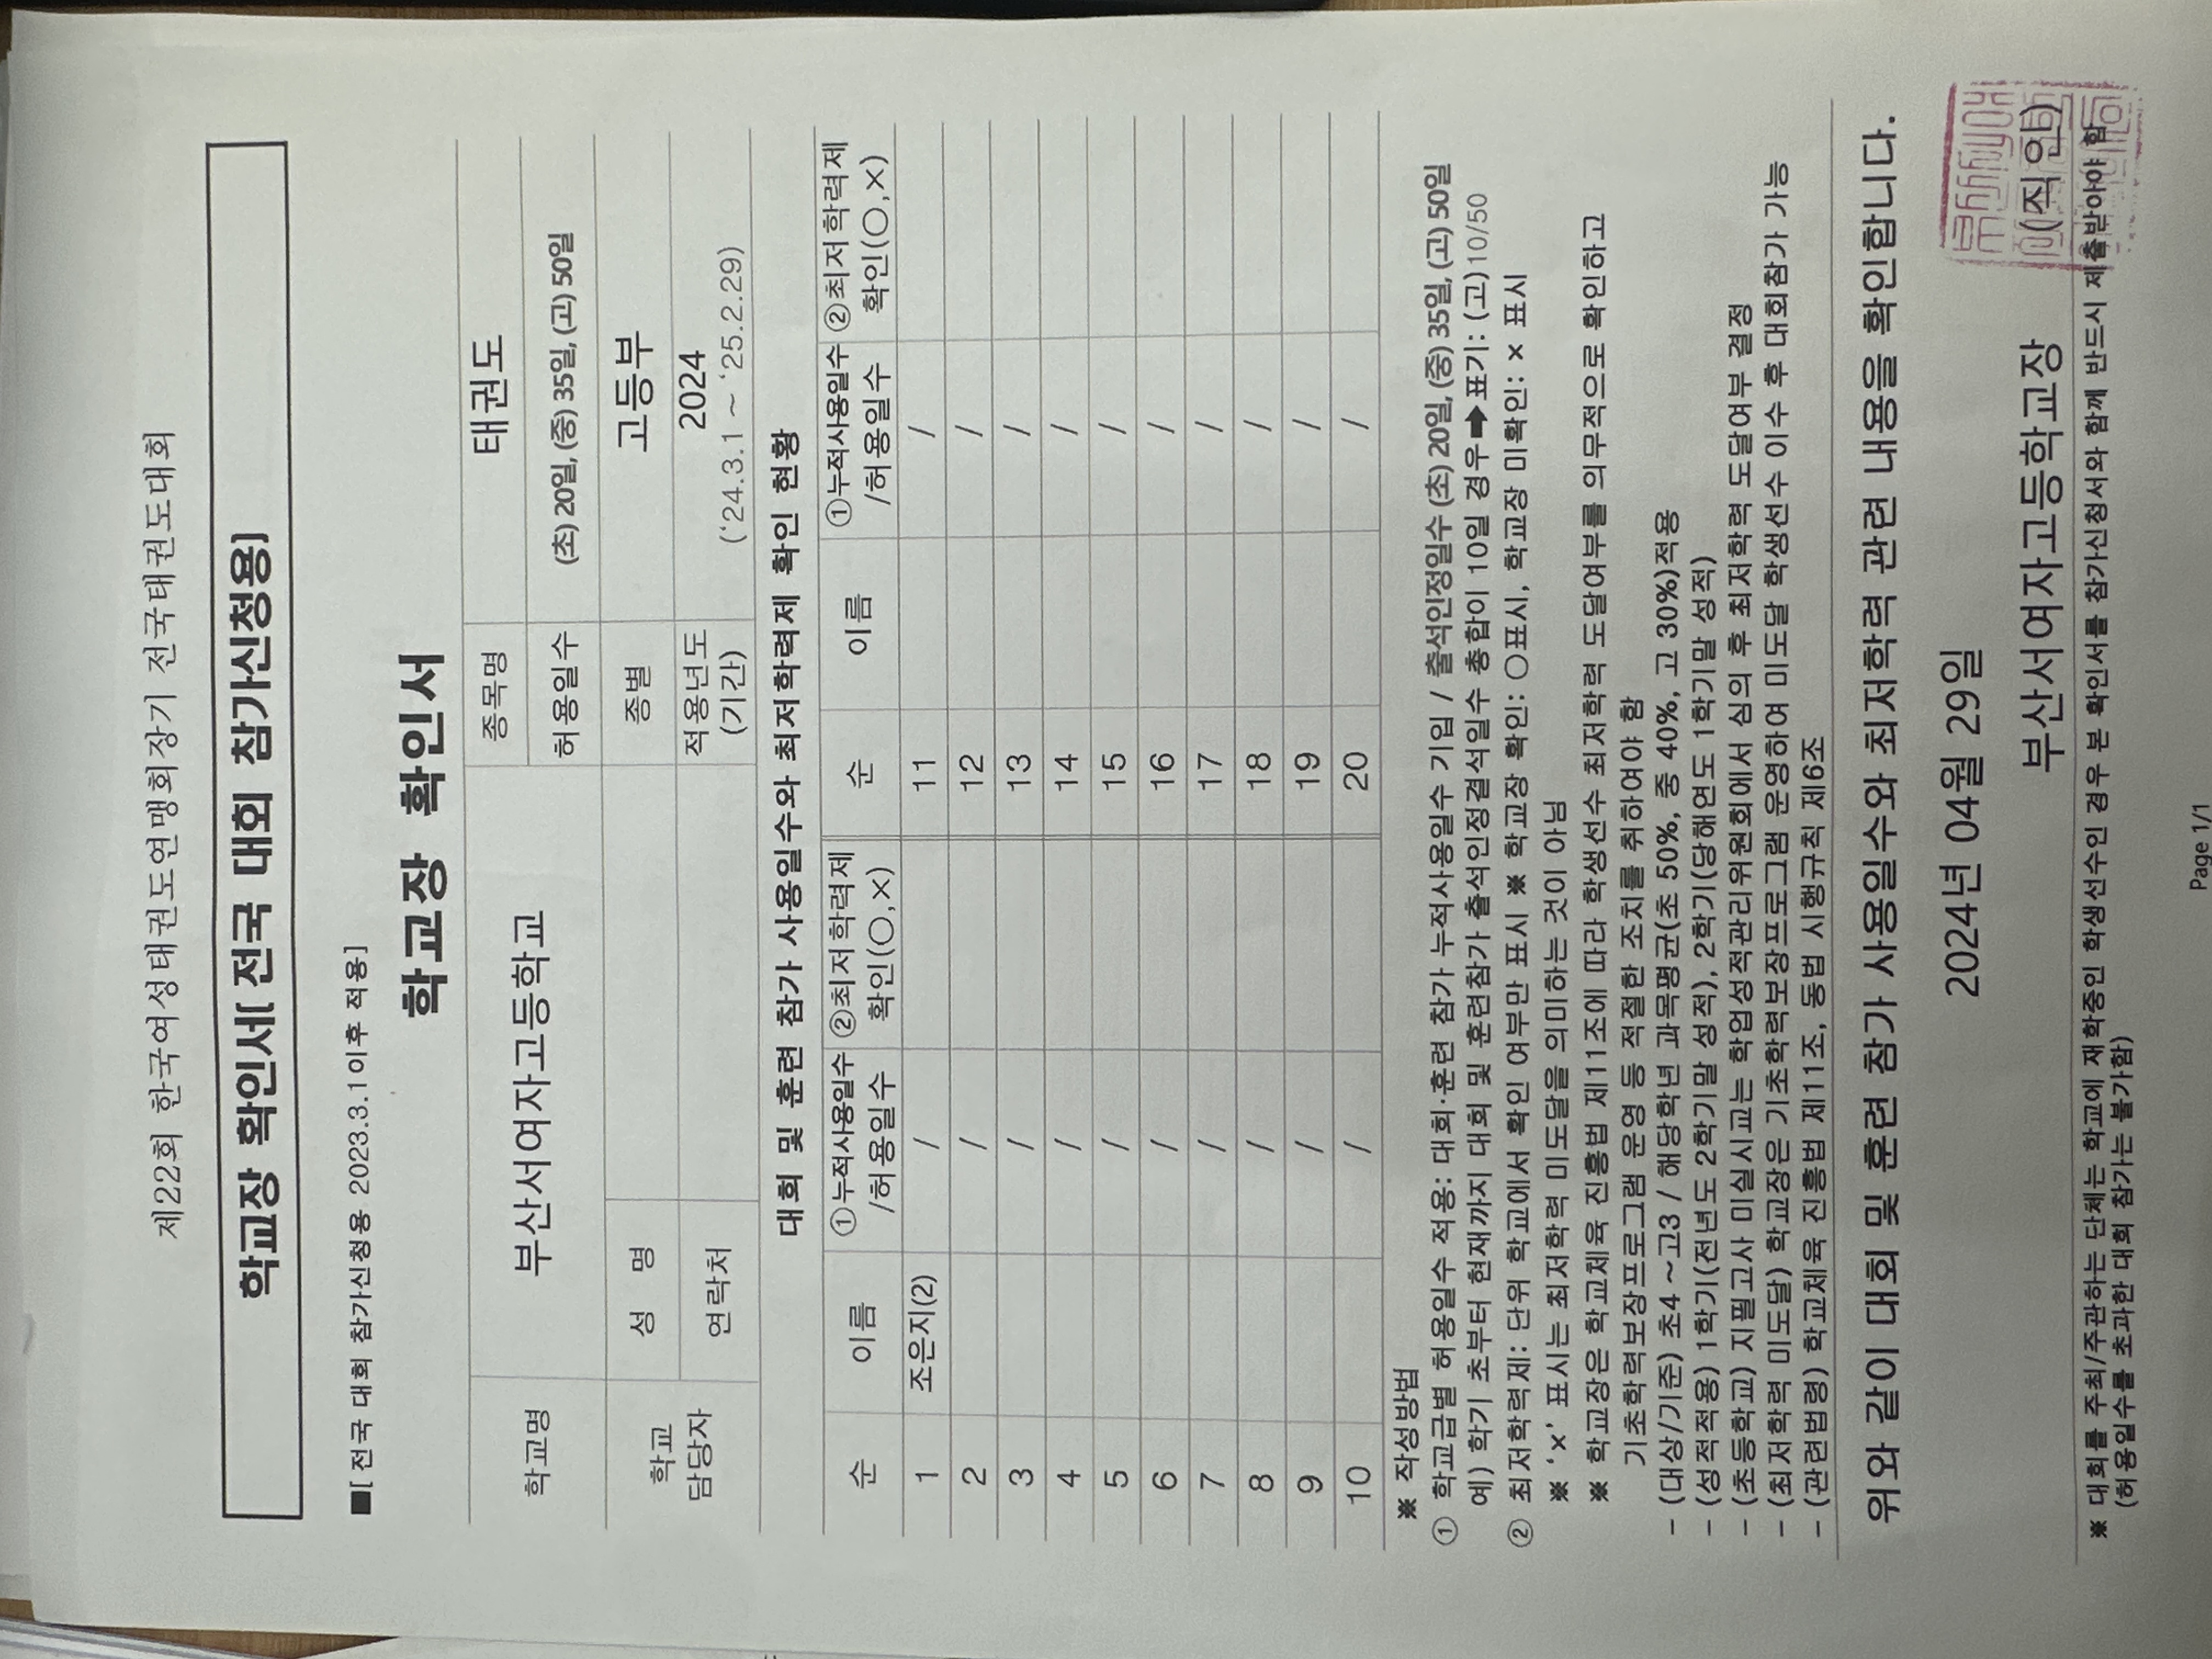 제22회 한국여성태권도연맹회장기 전국태권도대회
학교장 확인서[전국 대회 참가신청용]
■[ 전국 대회 참가신청용 2023.3.1이후 적용]
학교장 확인서
학교명 부산서여자고등학교 종목명 태권도
허용일수 (초) 20일, (중) 35일, (고) 50일
학교 담당자 성 명 종별 고등부
연락처 적용년도 (기간) 2024 (‘24.3.1 ~ ‘25.2.29)
대회 및 훈련 참가 사용일수와 최저학력제 확인 현황
순 이름 ①누적사용일수 /허용일수 ②최저학력제 확인(○,×) 순 이름 ①누적사용일수 /허용일수 ②최저학력제 확인(○,×)
1 조은지(2) / 11 /
2 / 12 /
3 / 13 /
4 / 14 /
5 / 15 /
6 / 16 /
7 / 17 /
8 / 18 /
9 / 19 /
10 / 20 /
※ 작성방법
① 학교급별 허용일수 적용: 대회·훈련 참가 누적사용일수 기입 / 출석인정일수 (초) 20일, (중) 35일, (고) 50일
예) 학기 초부터 현재까지 대회 및 훈련참가 출석인정결석일수 총합이 10일 경우 ➡ 표기: (고)10/50
② 최저학력제: 단위 학교에서 확인 여부만 표시 ※ 학교장 확인: ○표시, 학교장 미확인: × 표시
※ ‘×’ 표시는 최저학력 미도달을 의미하는 것이 아님
※ 학교장은 학교체육 진흥법 제11조에 따라 학생선수 최저학력 도달여부를 의무적으로 확인하고
기초학력보장프로그램 운영 등 적절한 조치를 취하여야 함
- (대상/기준) 초4 ~ 고3 / 해당학년 과목평균(초 50%, 중 40%, 고 30%)적용
- (성적적용) 1학기(전년도 2학기말 성적), 2학기(당해연도 1학기말 성적)
- (초등학교) 지필고사 미실시교는 학업성적관리위원회에서 심의 후 최저학력 도달여부 결정
- (최저학력 미도달) 학교장은 기초학력보장프로그램 운영하여 미도달 학생선수 이수 후 대회참가 가능
- (관련법령) 학교체육 진흥법 제11조, 동법 시행규칙 제6조
위와 같이 대회 및 훈련 참가 사용일수와 최저학력 관련 내용을 확인합니다.
2024년 04월 29일
부산서여자고등학교장 (직인)
※ 대회를 주최/주관하는 단체는 학교에 재학중인 학생선수인 경우 본 확인서를 참가신청서와 함께 반드시 제출받아야 함
(허용일수를 초과한 대회 참가는 불가함)
Page 1/1